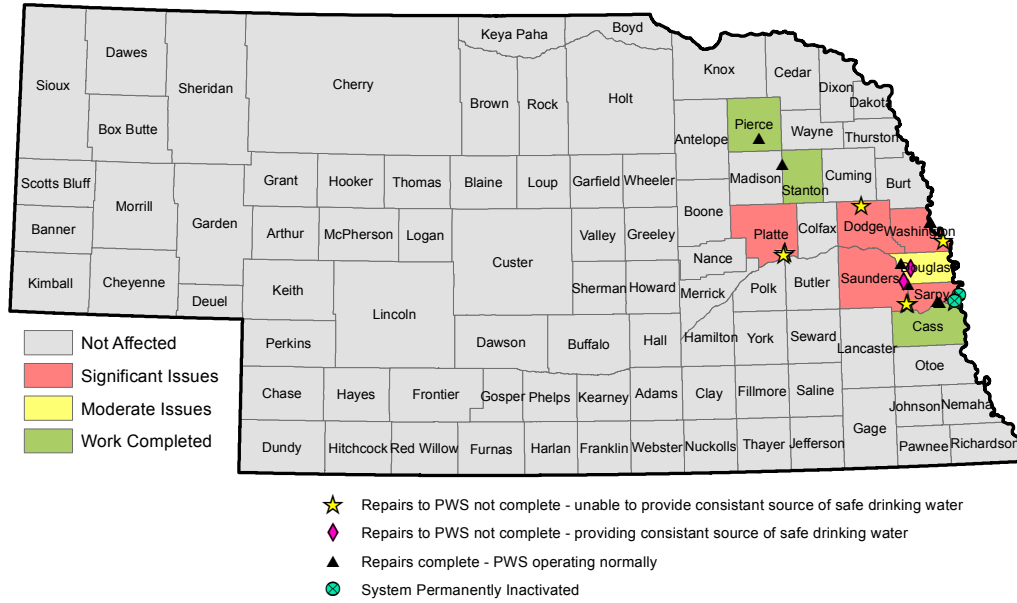 Keya Paha
Boyd
Dawes
Sioux
Sheridan
Cherry
Knox
Cedar
Dixon
Dakota
Brown
Rock
Holt
Box Butte
Pierce
Wayne
Thurston
Antelope
Scotts Bluff
Grant
Hooker
Thomas
Blaine
Loup
Garfield
Wheeler
Madison
Stanton
Cuming
Burt
Morrill
Garden
Boone
Banner
Arthur
McPherson
Logan
Valley
Greeley
Platte
Colfax
Dodge
Washington
Custer
Nance
Kimball
Cheyenne
Deuel
Keith
Lincoln
Sherman
Howard
Merrick
Polk
Butler
Saunders
Douglas
Sarpy
Cass
Perkins
Dawson
Buffalo
Hall
Hamilton
York
Seward
Lancaster
Otoe
Chase
Hayes
Frontier
Gosper
Phelps
Kearney
Adams
Clay
Fillmore
Saline
Johnson
Nemaha
Dundy
Hitchcock
Red Willow
Furnas
Harlan
Franklin
Webster
Nuckolls
Thayer
Jefferson
Gage
Pawnee
Richardson
Not Affected
Significant Issues
Moderate Issues
Work Completed
Repairs to PWS not complete - unable to provide consistant source of safe drinking water
Repairs to PWS not complete - providing consistant source of safe drinking water
Repairs complete - PWS operating normally
System Permanently Inactivated